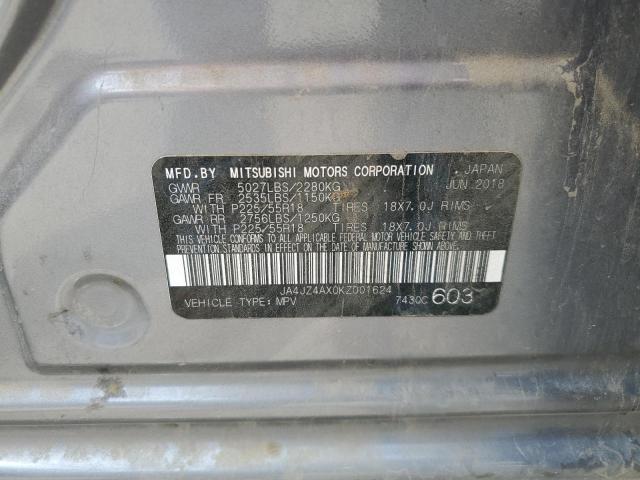 MFD.BY MITSUBISHI MOTORS CORPORATION JAPAN
GVWR 5027LBS/2280KG JUN 2018
GAWR FR 2535LBS/1150KG
WITH P225/55R18 TIRES 18X7.0J RIMS
GAWR RR 2756LBS/1250KG
WITH P225/55R18 TIRES 18X7.0J RIMS
THIS VEHICLE CONFORMS TO ALL APPLICABLE FEDERAL MOTOR VEHICLE SAFETY, BUMPER AND THEFT
PREVENTION STANDARDS IN EFFECT ON THE DATE OF MANUFACTURE SHOWN ABOVE.
JA4JZ4AX0KZ001624
VEHICLE TYPE: MPV 7430C 603